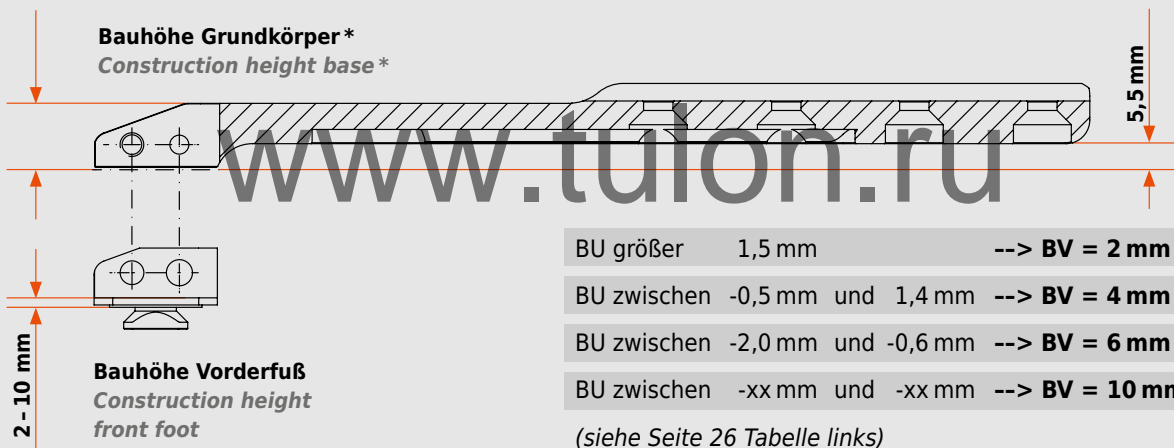 Bauhöhe Grundkörper*
Construction height base*
5,5 mm
www.tulon.ru
BU größer 1,5 mm --> BV = 2 mm
BU zwischen -0,5 mm und 1,4 mm --> BV = 4 mm
BU zwischen -2,0 mm und -0,6 mm --> BV = 6 mm
BU zwischen -xx mm und -xx mm --> BV = 10 mm
(siehe Seite 26 Tabelle links)
2 – 10 mm
Bauhöhe Vorderfuß
Construction height
front foot